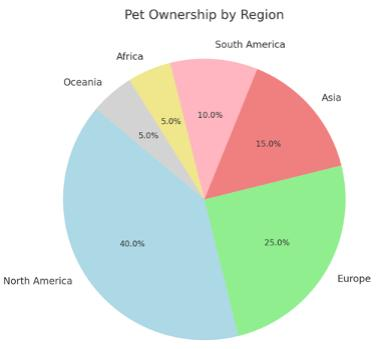 Pet Ownership by Region
South America
Africa
Oceania
Asia
10.0%
5.0%
5.0%
15.0%
40.0%
25.0%
North America
Europe